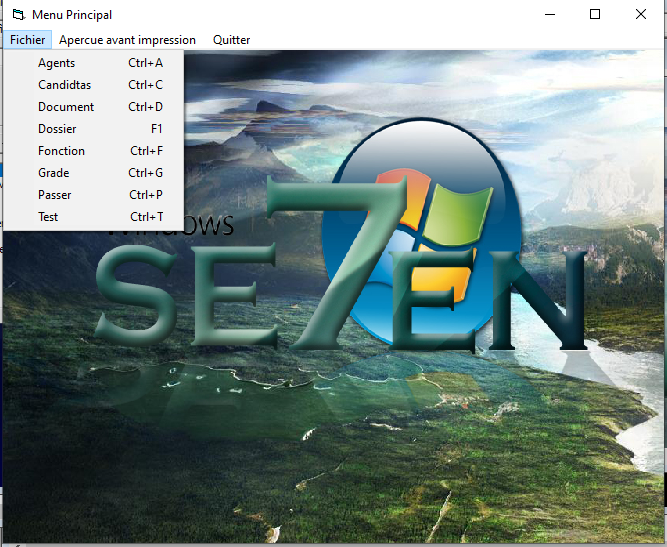 Menu Principal
Fichier Apercue avant impression Quitter
Agents Ctrl+A
Candidtas Ctrl+C
Document Ctrl+D
Dossier F1
Fonction Ctrl+F
Grade Ctrl+G
Passer Ctrl+P
Test Ctrl+T
Windows
SE7EN